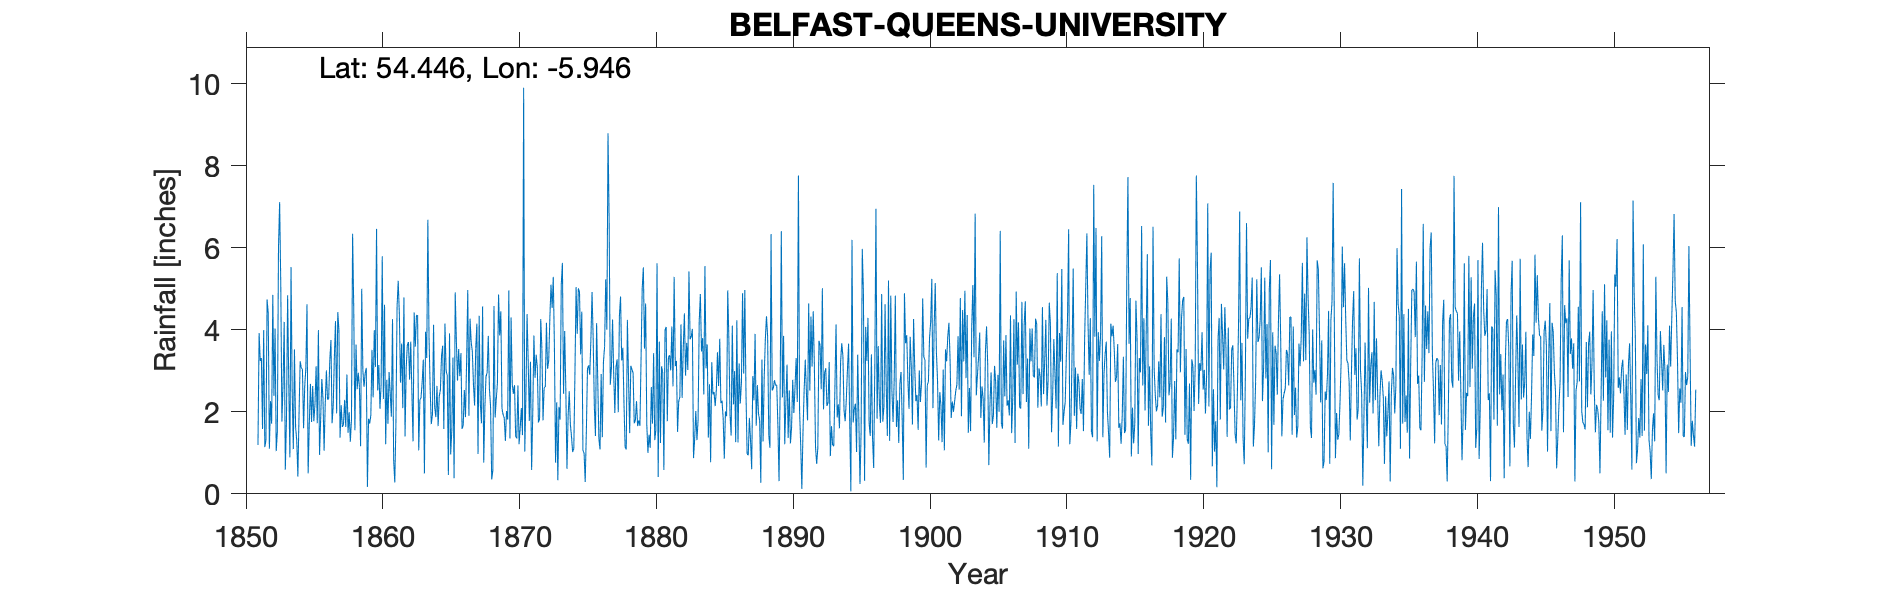 BELFAST-QUEENS-UNIVERSITY
Lat: 54.446, Lon: -5.946
10
8
6
4
2
0
Rainfall [inches]
1850 1860 1870 1880 1890 1900 1910 1920 1930 1940 1950
Year